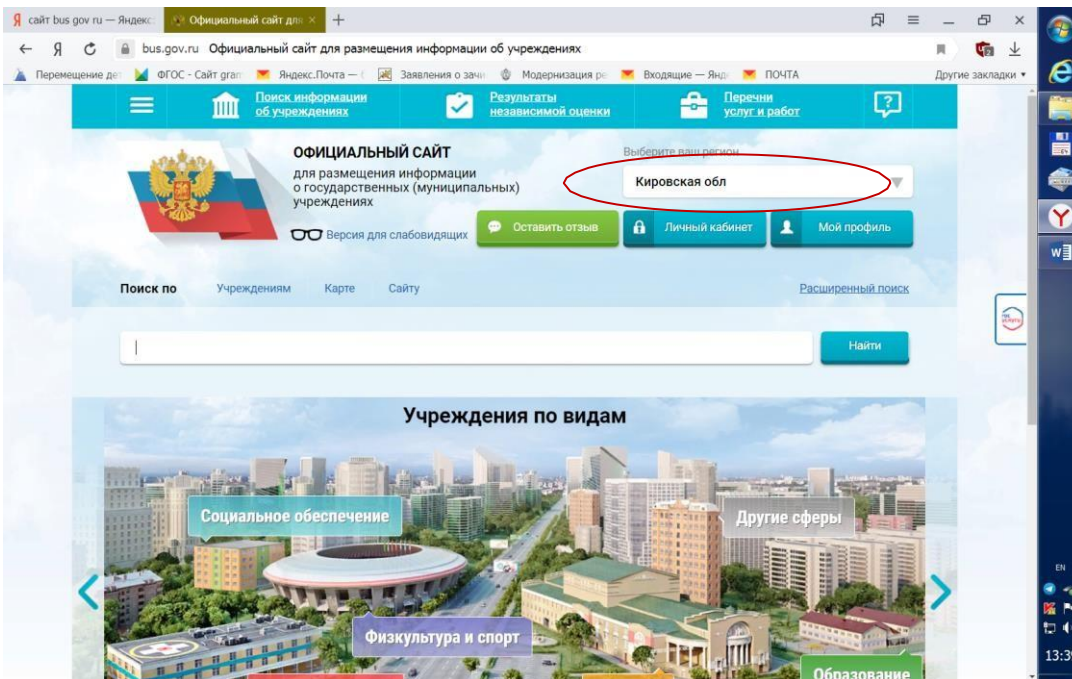 Я сайт bus gov ru — Яндекс:
Официальный сайт для
bus.gov.ru Официальный сайт для размещения информации об учреждениях
Перемещение дет
ФГОС - Сайт gram
Яндекс.Почта — (
Заявления о зачи
Модернизация ре
Входящие — Янде
ПОЧТА
Другие закладки
Поиск информации
об учреждениях
Результаты
независимой оценки
Перечни
услуг и работ
ОФИЦИАЛЬНЫЙ САЙТ
для размещения информации
о государственных (муниципальных)
учреждениях
Версия для слабовидящих
Выберите ваш регион
Кировская обл
Оставить отзыв
Личный кабинет
Мой профиль
Поиск по Учреждениям Карте Сайту
Расширенный поиск
Найти
Учреждения по видам
Социальное обеспечение
Другие сферы
Физкультура и спорт
Образование
EN
13:39